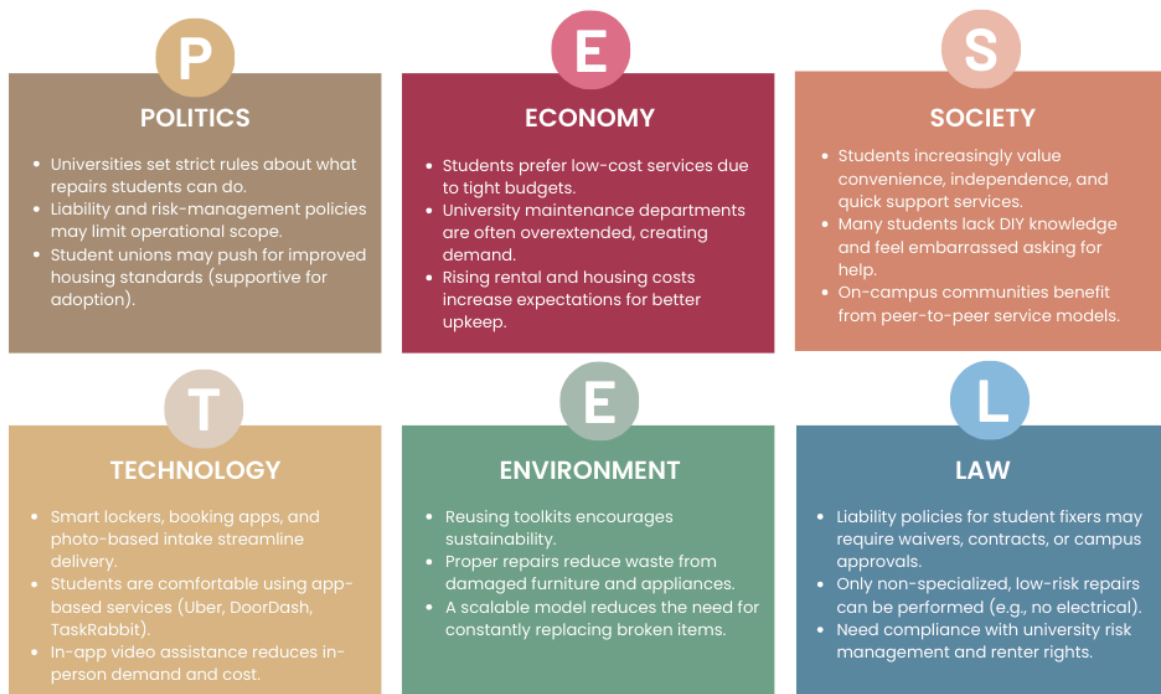 P
POLITICS
Universities set strict rules about what
repairs students can do.
Liability and risk-management policies
may limit operational scope.
Student unions may push for improved
housing standards (supportive for
adoption).
E
ECONOMY
Students prefer low-cost services due
to tight budgets.
University maintenance departments
are often overextended, creating
demand.
Rising rental and housing costs
increase expectations for better
upkeep.
S
SOCIETY
Students increasingly value
convenience, independence, and
quick support services.
Many students lack DIY knowledge
and feel embarrassed asking for
help.
On-campus communities benefit
from peer-to-peer service models.
T
TECHNOLOGY
Smart lockers, booking apps, and
photo-based intake streamline
delivery.
Students are comfortable using app-
based services (Uber, DoorDash,
TaskRabbit).
In-app video assistance reduces in-
person demand and cost.
E
ENVIRONMENT
Reusing toolkits encourages
sustainability.
Proper repairs reduce waste from
damaged furniture and appliances.
A scalable model reduces the need for
constantly replacing broken items.
L
LAW
Liability policies for student fixers may
require waivers, contracts, or campus
approvals.
Only non-specialized, low-risk repairs
can be performed (e.g., no electrical).
Need compliance with university risk
management and renter rights.